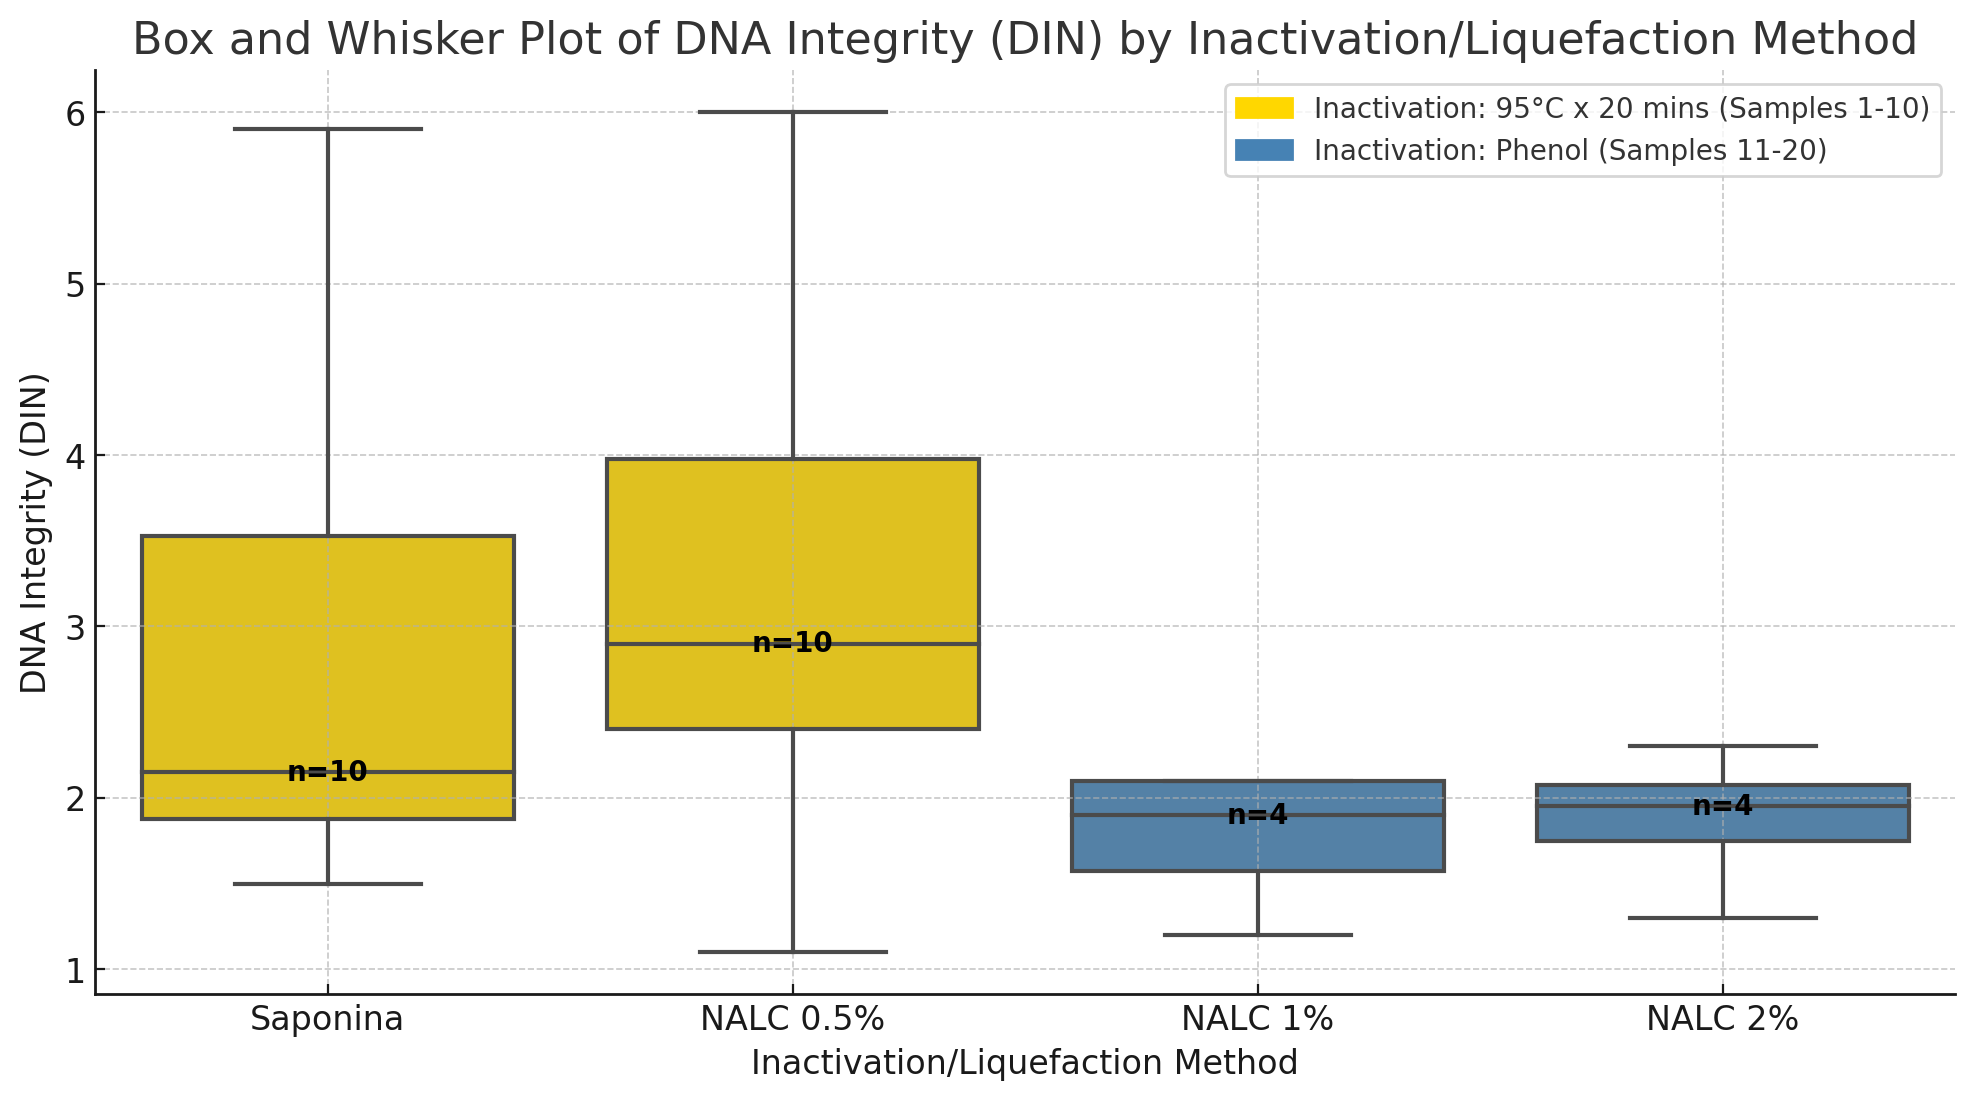 Box and Whisker Plot of DNA Integrity (DIN) by Inactivation/Liquefaction Method
Inactivation: 95°C x 20 mins (Samples 1-10)
Inactivation: Phenol (Samples 11-20)
DNA Integrity (DIN)
6
5
4
3
2
1
n=10
n=10
n=4
n=4
Saponina NALC 0.5% NALC 1% NALC 2%
Inactivation/Liquefaction Method